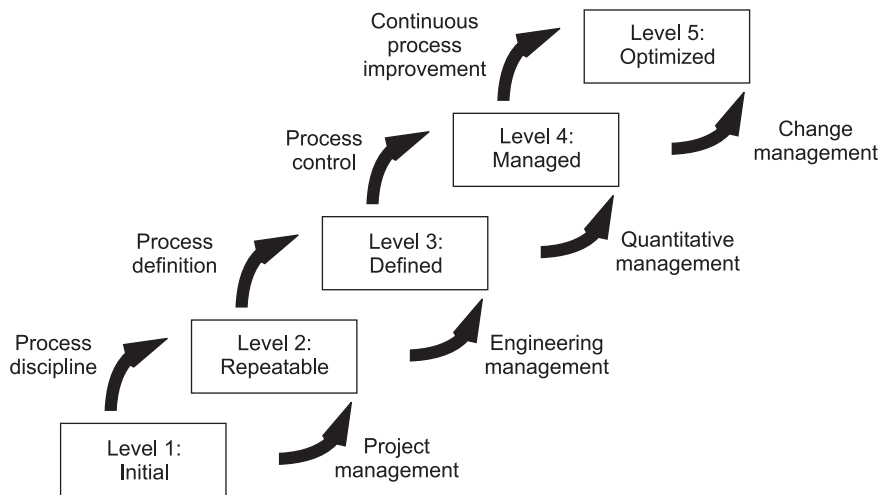 Continuous
process
improvement
Level 5:
Optimized
Process
control
Level 4:
Managed
Change
management
Process
definition
Level 3:
Defined
Quantitative
management
Process
discipline
Level 2:
Repeatable
Engineering
management
Level 1:
Initial
Project
management